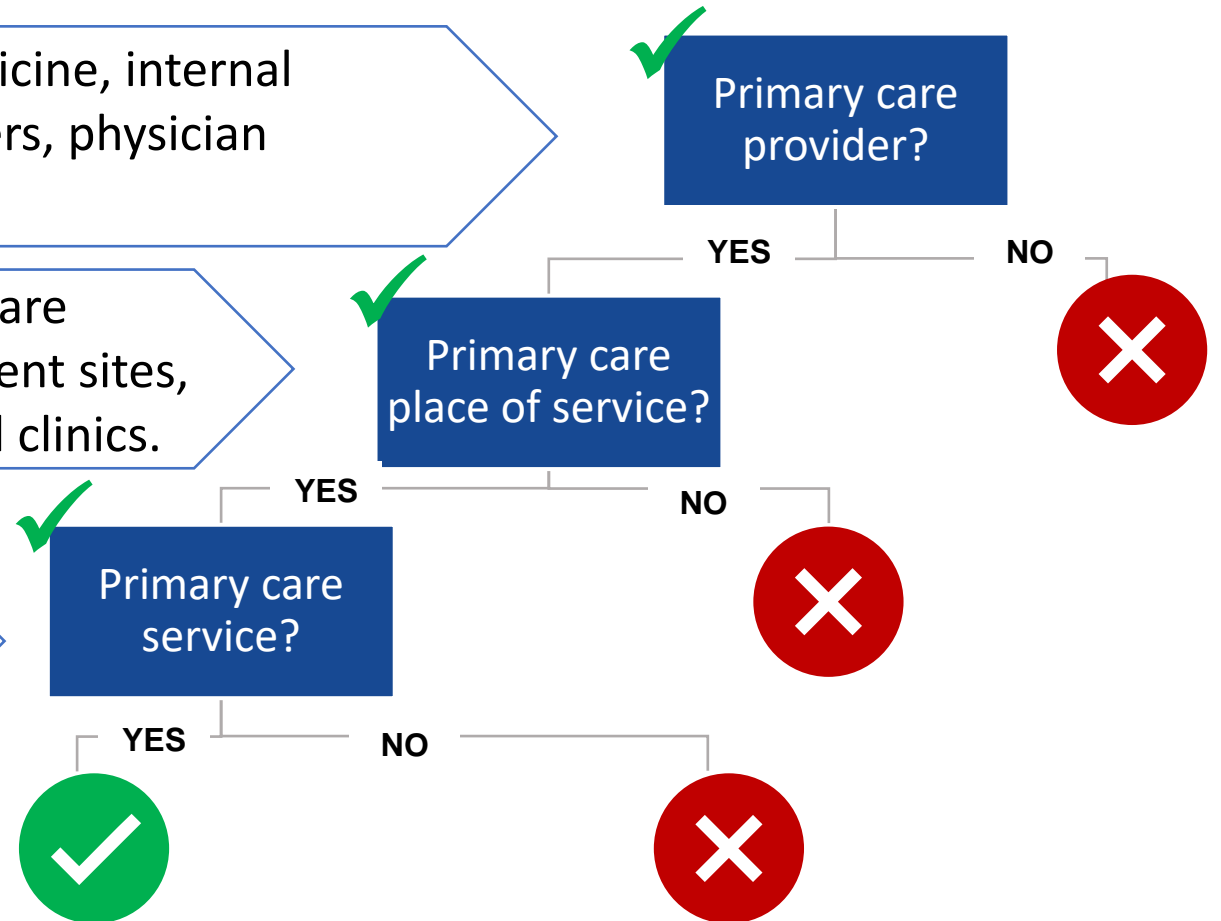 icine, internal
ers, physician
Primary care
provider?
YES
NO
are
ent sites,
clinics.
Primary care
place of service?
YES
NO
Primary care
service?
YES
NO